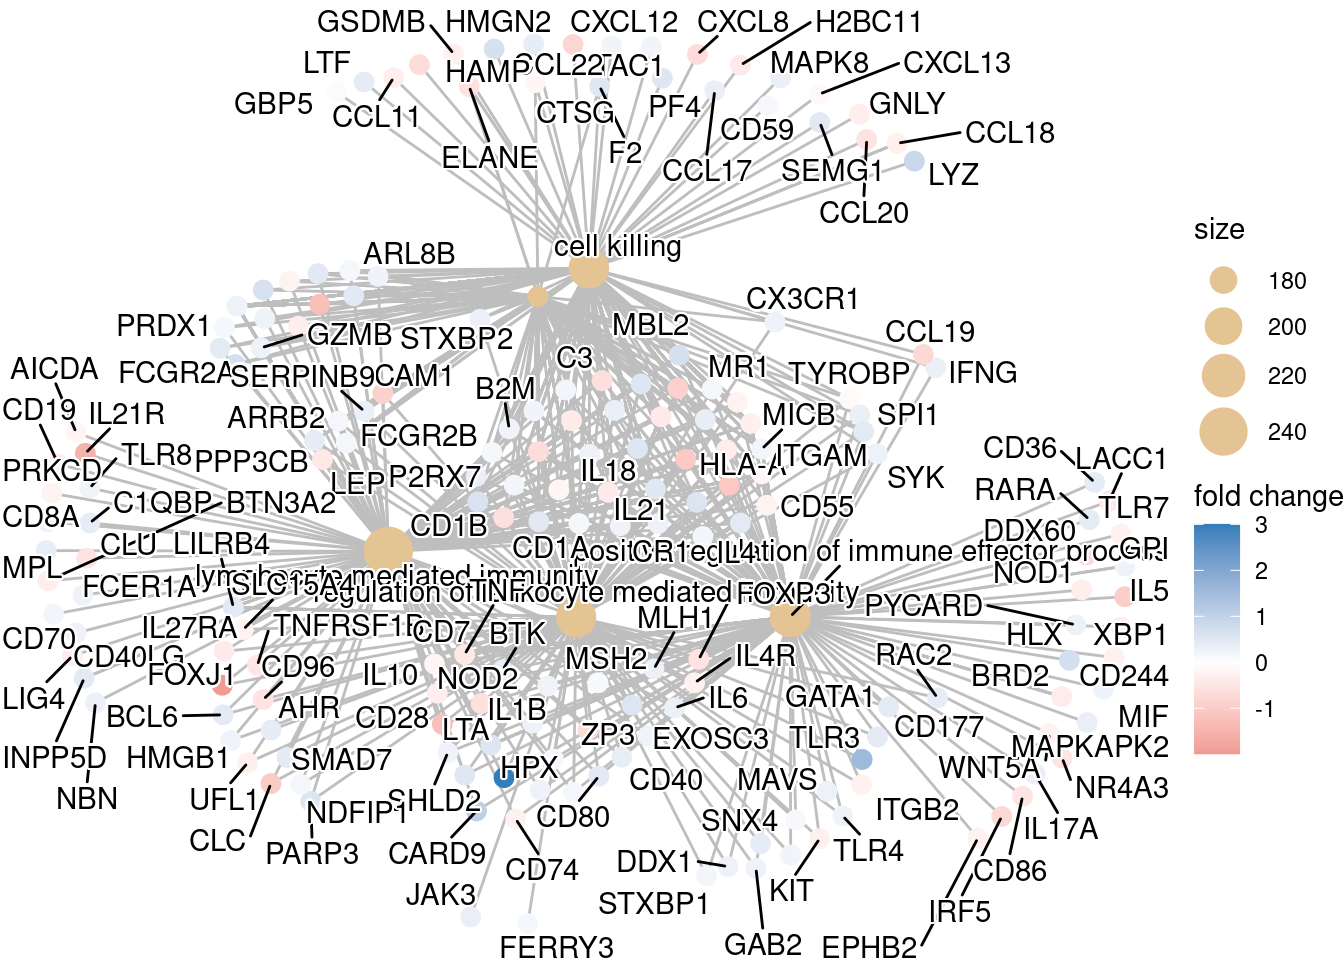 GSDMB HMGN2 CXCL12 CXCL8 H2BC11
LTF HAMP CCL22 TAC1 MAPK8 CXCL13
GBP5 CCL11 CTSG PF4 CD59 GNLY
ELANE F2 CCL17 SEMG1 CCL18
LYZ
CCL20
cell killing
ARL8B
CX3CR1
PRDX1 GZMB STXBP2 MBL2 CCL19
AICDA FCGR2A SERPINB9 C3 MR1 TYROBP IFNG
B2M
CD19 IL21R ARRB2 FCGR2B MICB SPI1
PRKCD TLR8 PPP3CB LEP P2RX7 IL18 HLA-A ITGAM SYK CD36 LACC1
CD8A C1QBP BTN3A2 CD1B IL21 CD55 RARA TLR7
MPL CLU LILRB4 CD1A CR1 IL4 DDX60 GPI
positive regulation of immune effector process
lymphocyte mediated immunity
FCER1A SLC15A4 TNF FOXP3 NOD1 IL5
regulation of leukocyte mediated immunity
CD70 IL27RA CD7 BTK MLH1 PYCARD HLX XBP1
CD40LG FOXJ1 CD96 IL10 NOD2 MSH2 IL4R RAC2 BRD2 CD244
LIG4 BCL6 AHR CD28 LTA IL1B IL6 GATA1 CD177 MIF
INPP5D HMGB1 SMAD7 HPX ZP3 EXOSC3 TLR3 WNT5A MAPKAPK2
NBN UFL1 NDFIP1 SHLD2 CD80 CD40 MAVS ITGB2 NR4A3
CLC PARP3 CARD9 CD74 SNX4 TLR4 IL17A
JAK3 DDX1 KIT CD86
STXBP1 IRF5
FERRY3 GAB2 EPHB2
size
180
200
220
240
fold change
3
2
1
0
-1